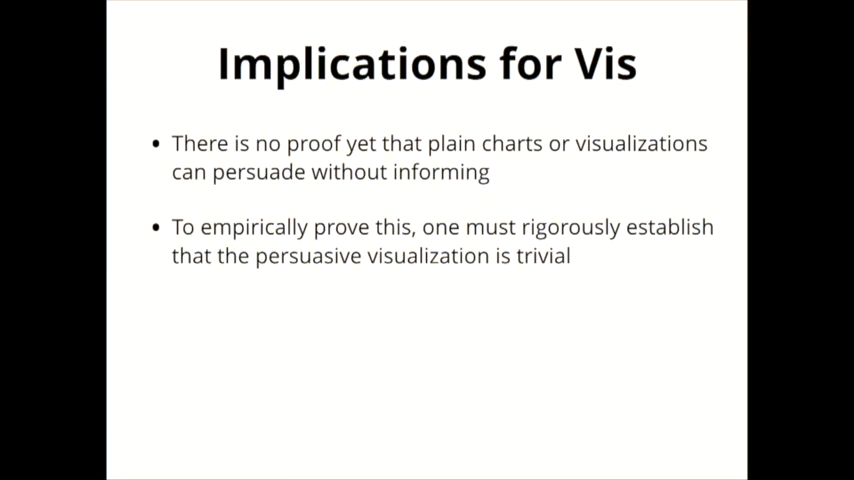 Implications for Vis
• There is no proof yet that plain charts or visualizations
can persuade without informing
• To empirically prove this, one must rigorously establish
that the persuasive visualization is trivial